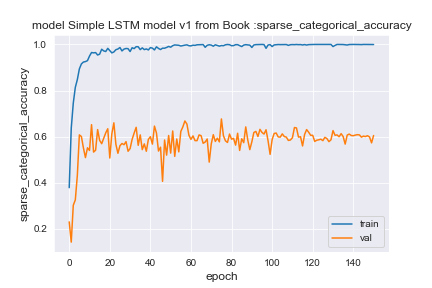 model Simple LSTM model v1 from Book :sparse_categorical_accuracy
1.0
0.8
0.6
0.4
0.2
sparse_categorical_accuracy
0 20 40 60 80 100 120 140
epoch
train
val